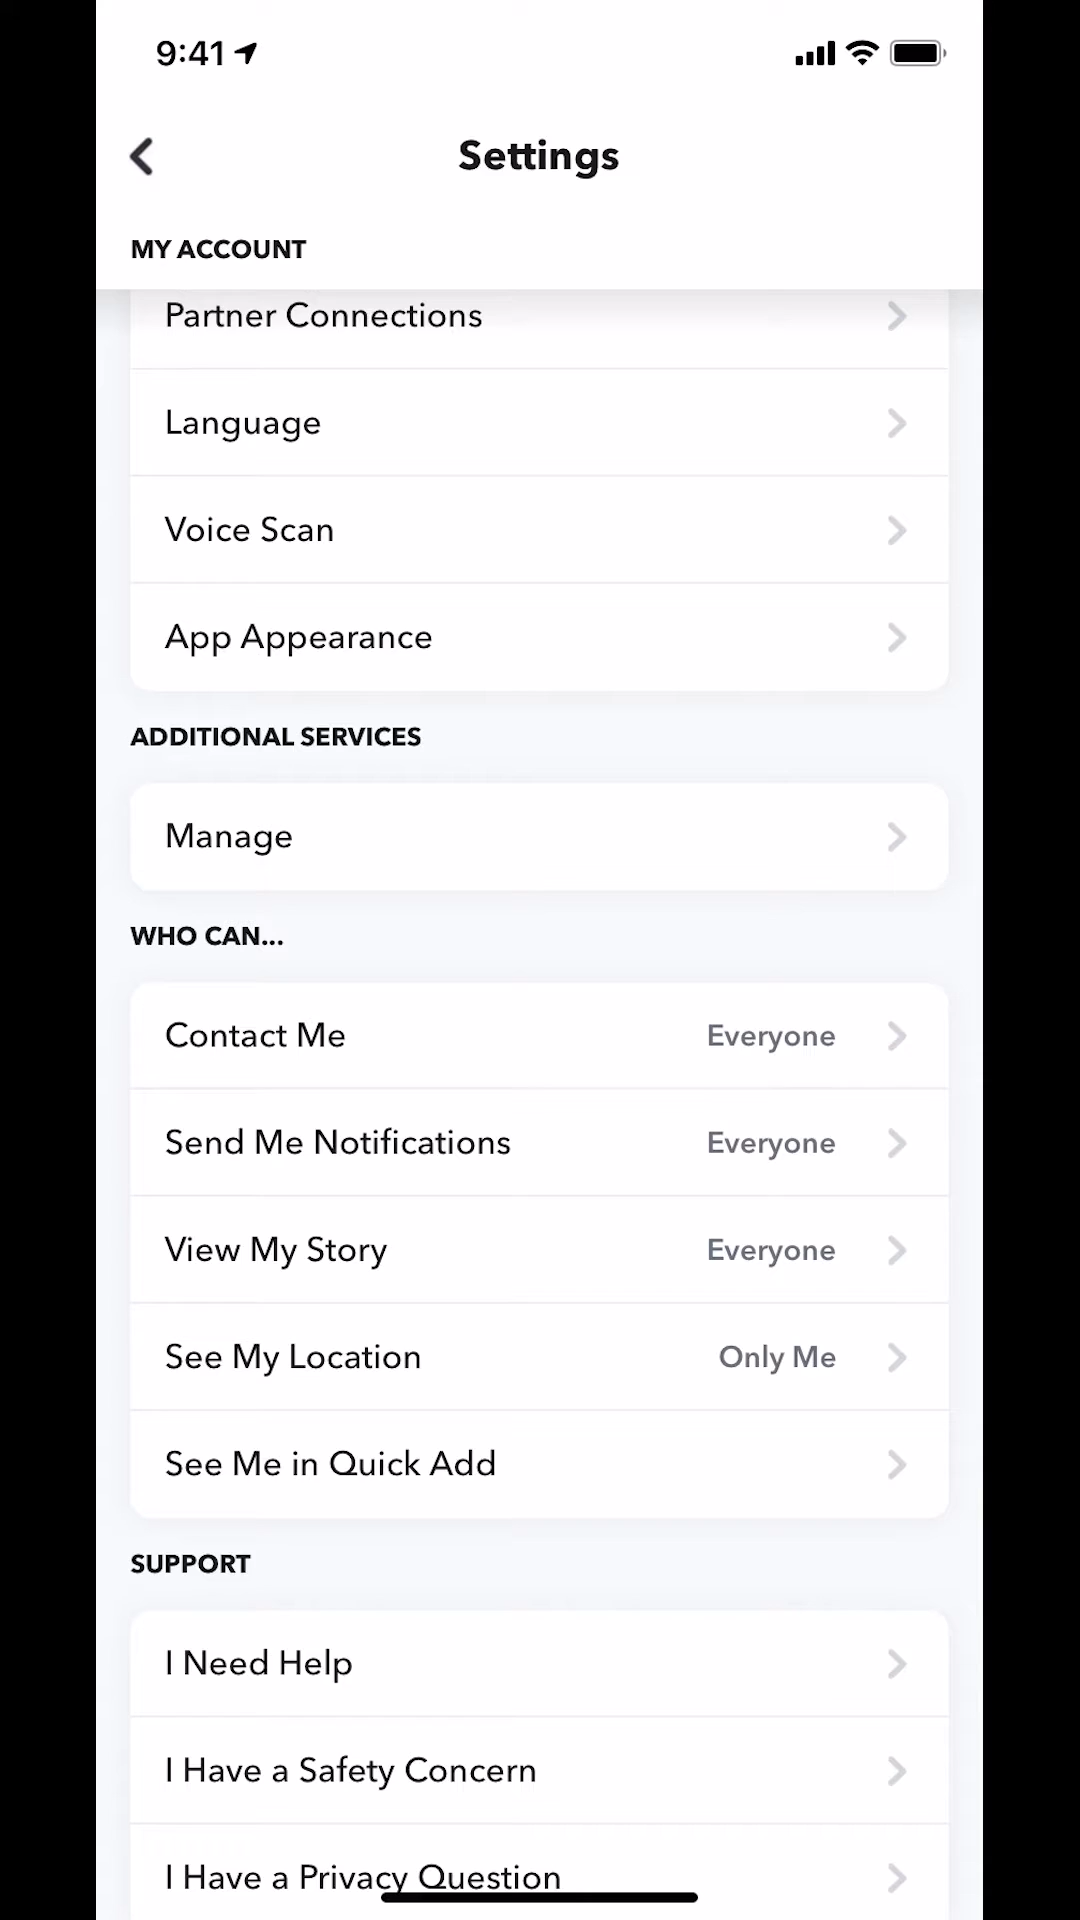 9:41
Settings
MY ACCOUNT
Partner Connections
Language
Voice Scan
App Appearance
ADDITIONAL SERVICES
Manage
WHO CAN...
Contact Me Everyone
Send Me Notifications Everyone
View My Story Everyone
See My Location Only Me
See Me in Quick Add
SUPPORT
I Need Help
I Have a Safety Concern
I Have a Privacy Question